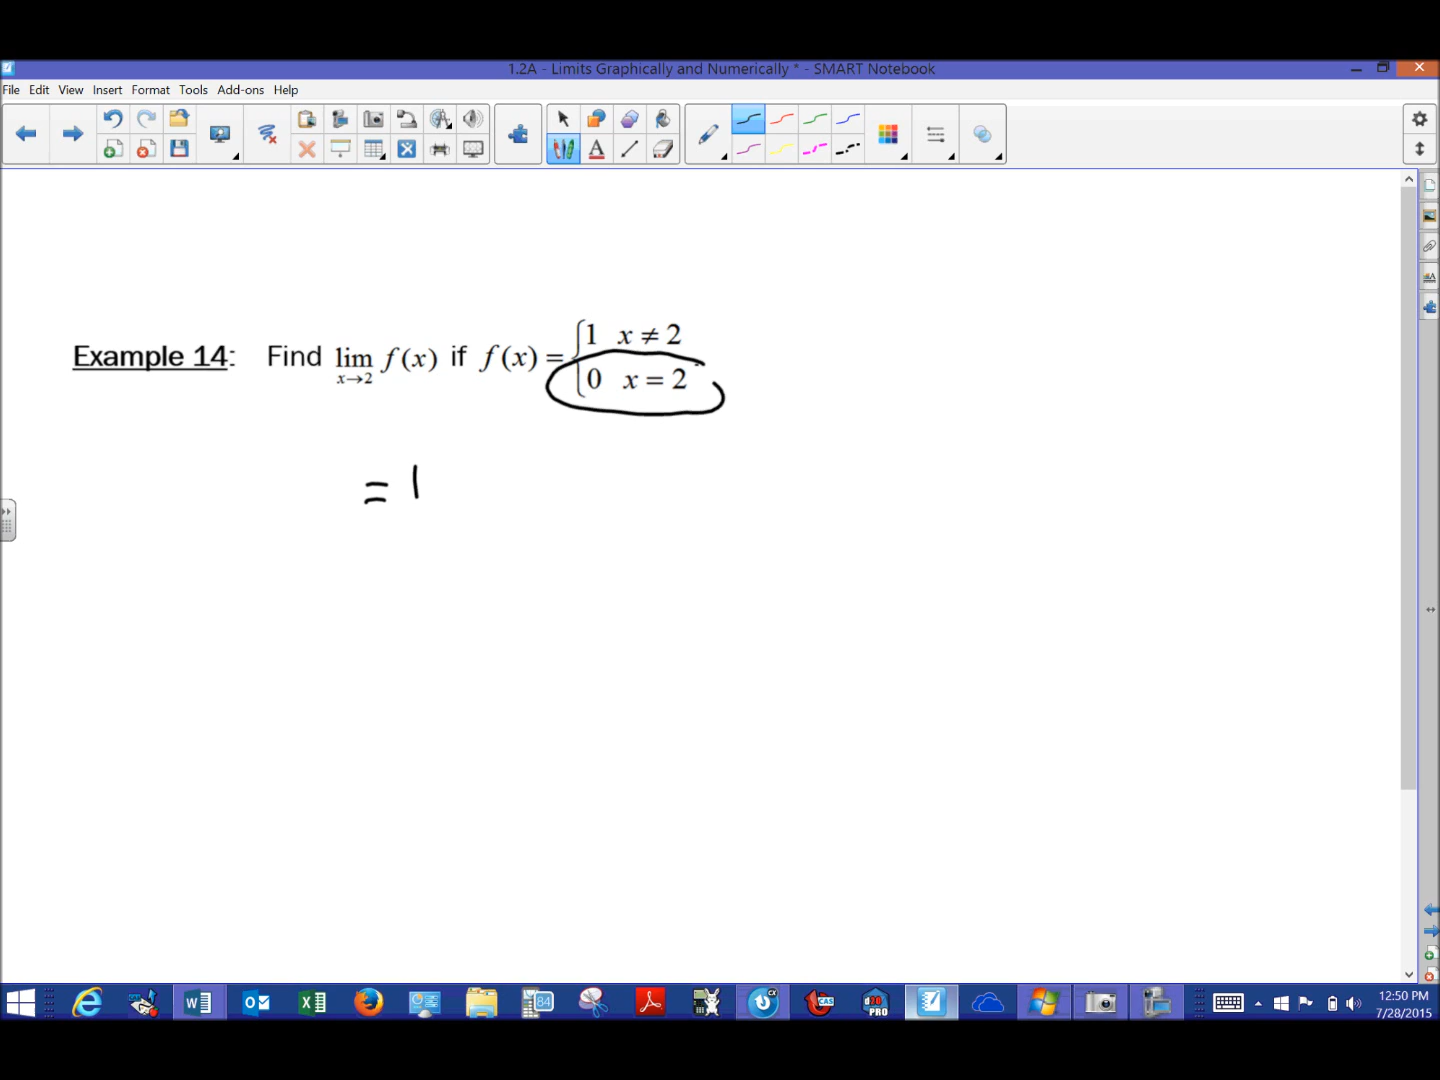 1.2A - Limits Graphically and Numerically * - SMART Notebook
File Edit View Insert Format Tools Add-ons Help
Example 14: Find lim x→2 f(x) if f(x) = { 1 x ≠ 2
0 x = 2
= 1
12:50 PM
7/28/2015